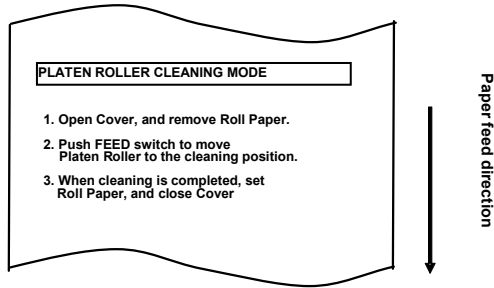 PLATEN ROLLER CLEANING MODE
1. Open Cover, and remove Roll Paper.
2. Push FEED switch to move
Platen Roller to the cleaning position.
3. When cleaning is completed, set
Roll Paper, and close Cover
Paper feed direction